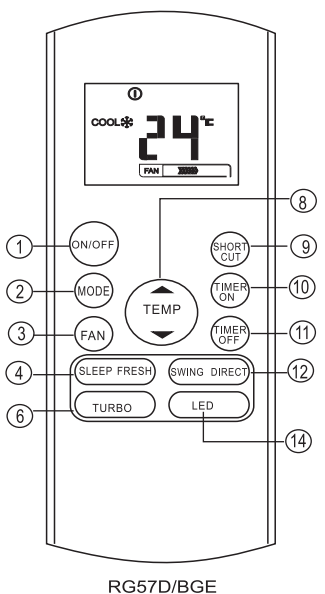 COOL 24°C
FAN
8
1 ON/OFF SHORT CUT 9
2 MODE TIMER ON 10
TEMP
3 FAN TIMER OFF 11
4 SLEEP FRESH SWING DIRECT 12
6 TURBO LED
14
RG57D/BGE